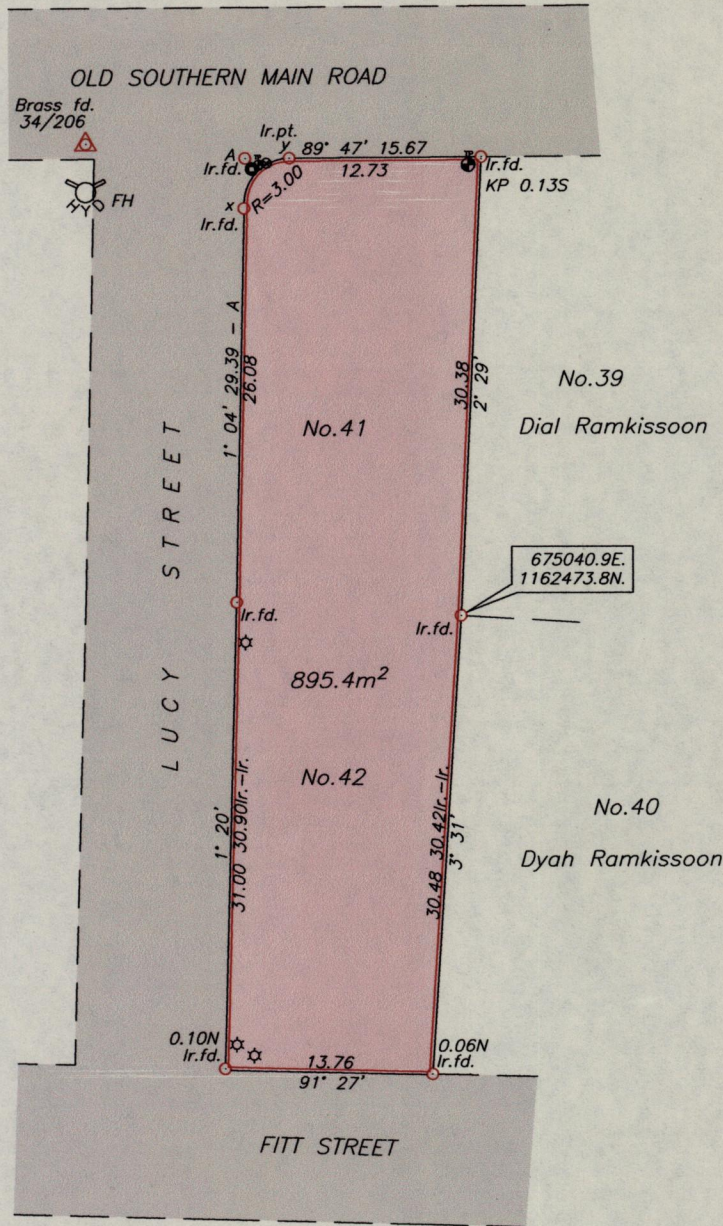 OLD SOUTHERN MAIN ROAD
Brass fd.
34/206
FH
HYD
A
Ir.fd.
Ir.pt.
y
89° 47' 15.67
12.73
Ir.fd.
KP 0.13S
R=3.00
x
Ir.fd.
1° 04' 29.39 - A
26.08
No.41
30.38
2° 29'
No.39
Dial Ramkissoon
LUCY STREET
675040.9E.
1162473.8N.
Ir.fd.
Ir.fd.
895.4m²
No.42
1° 20'
31.00 30.90Ir.-Ir.
30.48 30.42Ir.-Ir.
3° 31'
No.40
Dyah Ramkissoon
0.10N
Ir.fd.
13.76
91° 27'
0.06N
Ir.fd.
FITT STREET